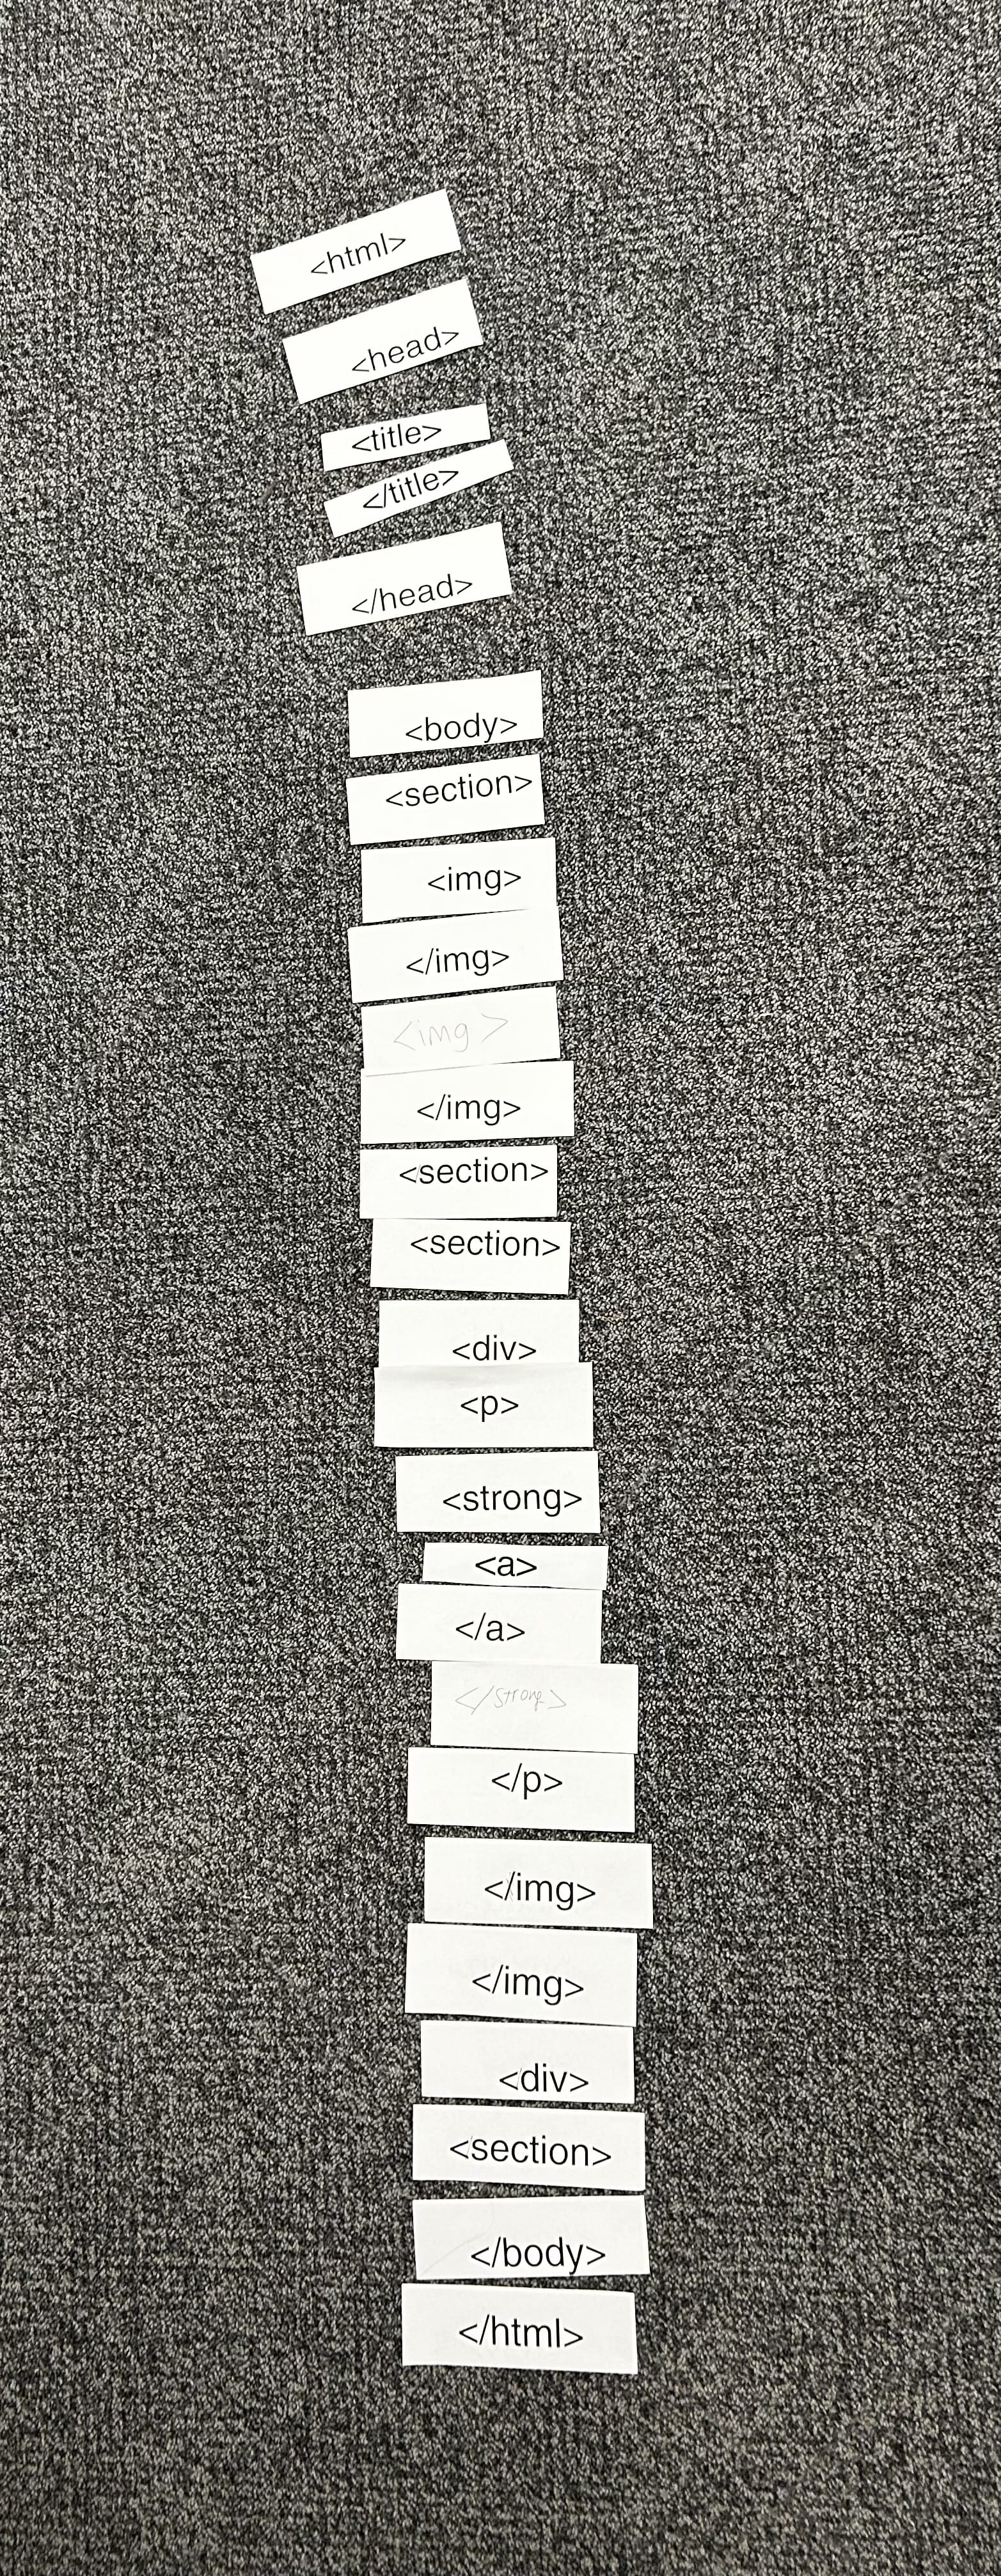 <html>
<head>
<title>
</title>
</head>
<body>
<section>
<img>
</img>
<img>
</img>
<section>
<section>
<div>
<p>
<strong>
<a>
</a>
</strong>
</p>
</img>
</img>
<div>
<section>
</body>
</html>